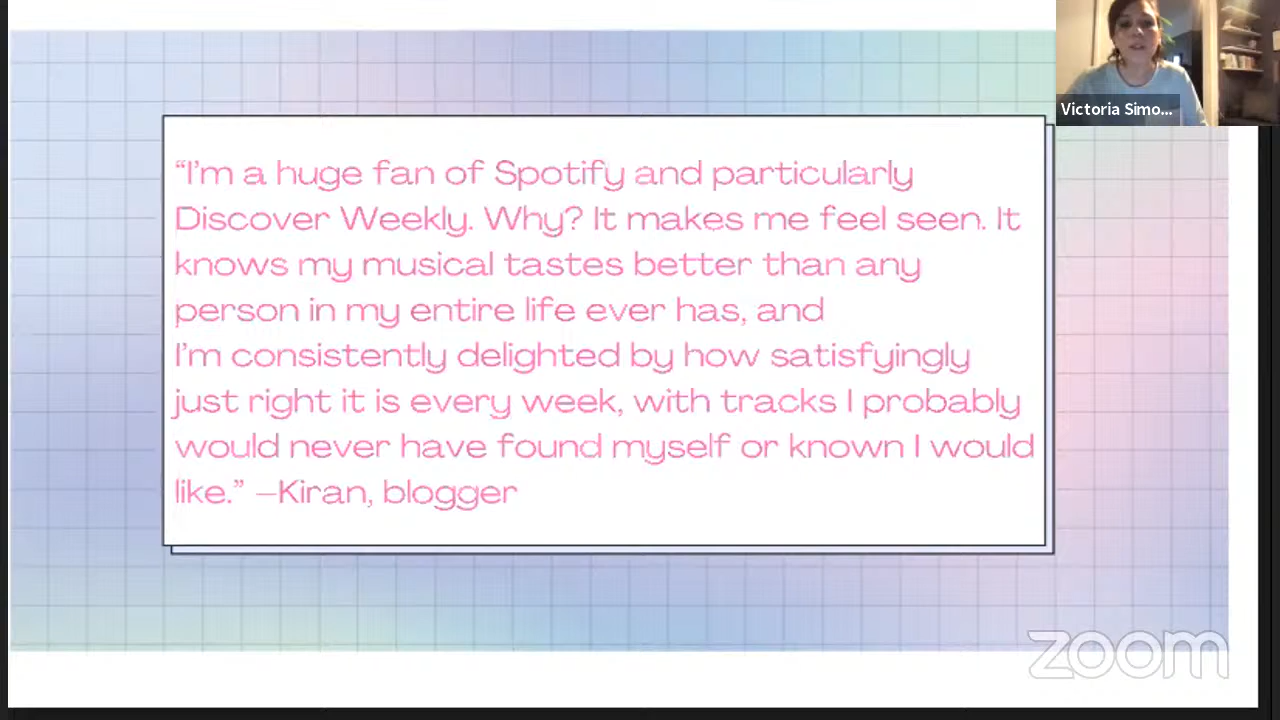 Victoria Simo...
“I’m a huge fan of Spotify and particularly
Discover Weekly. Why? It makes me feel seen. It
knows my musical tastes better than any
person in my entire life ever has, and
I’m consistently delighted by how satisfyingly
just right it is every week, with tracks I probably
would never have found myself or known I would
like.” —Kiran, blogger
zoom